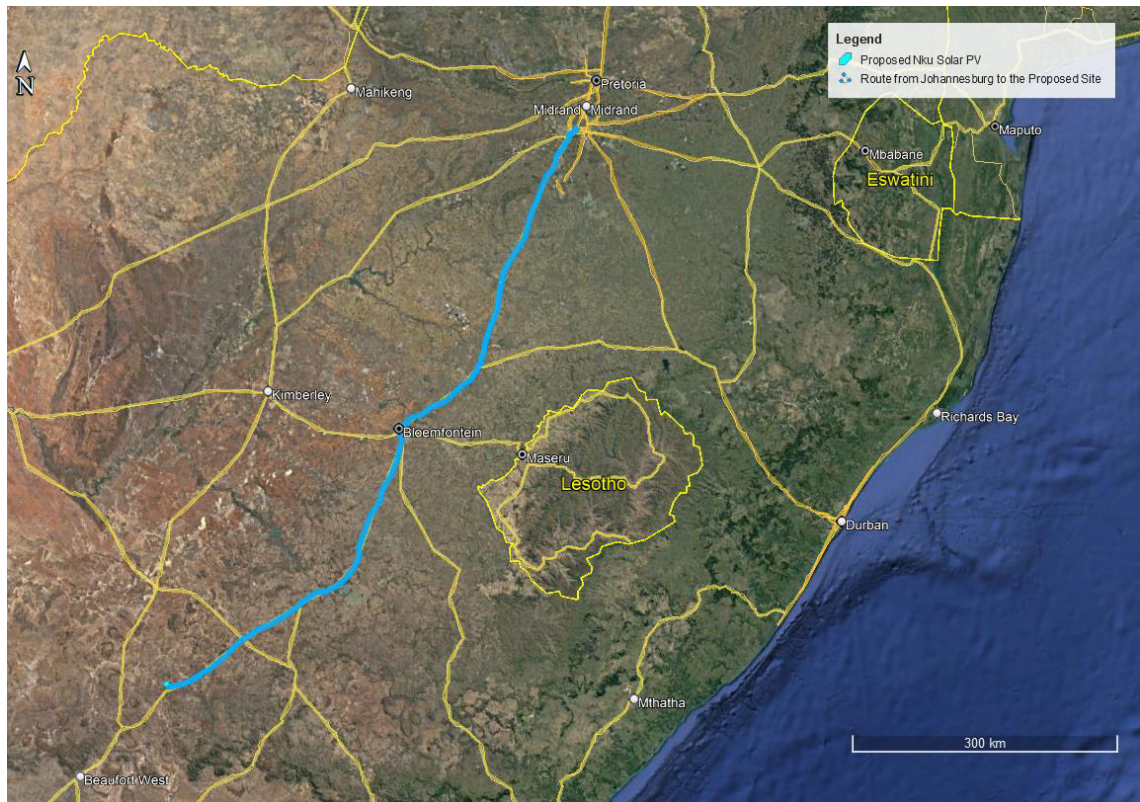 Legend
Proposed Nku Solar PV
Route from Johannesburg to the Proposed Site
N
Pretoria
Mahikeng
Midrand
Midrand
Maputo
Mbabane
Eswatini
Kimberley
Richards Bay
Bloemfontein
Maseru
Lesotho
Durban
Mthatha
300 km
Beaufort West